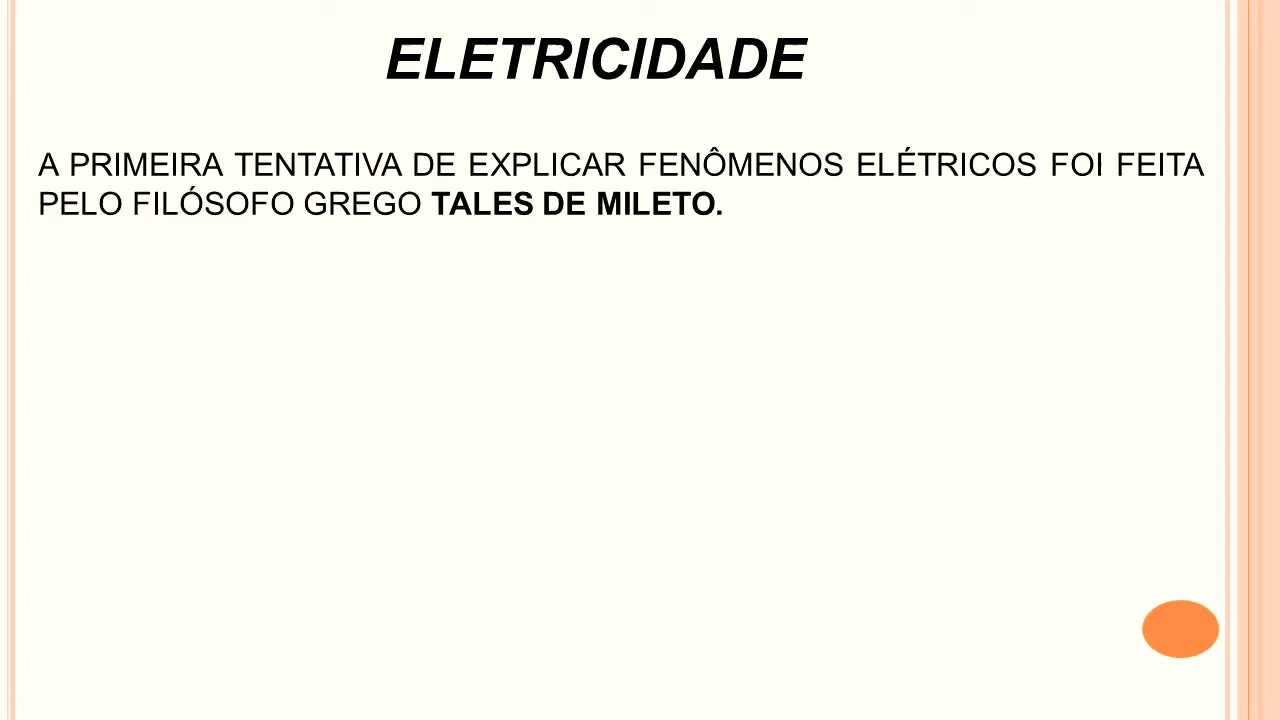 ELETRICIDADE
A PRIMEIRA TENTATIVA DE EXPLICAR FENÔMENOS ELÉTRICOS FOI FEITA
PELO FILÓSOFO GREGO TALES DE MILETO.